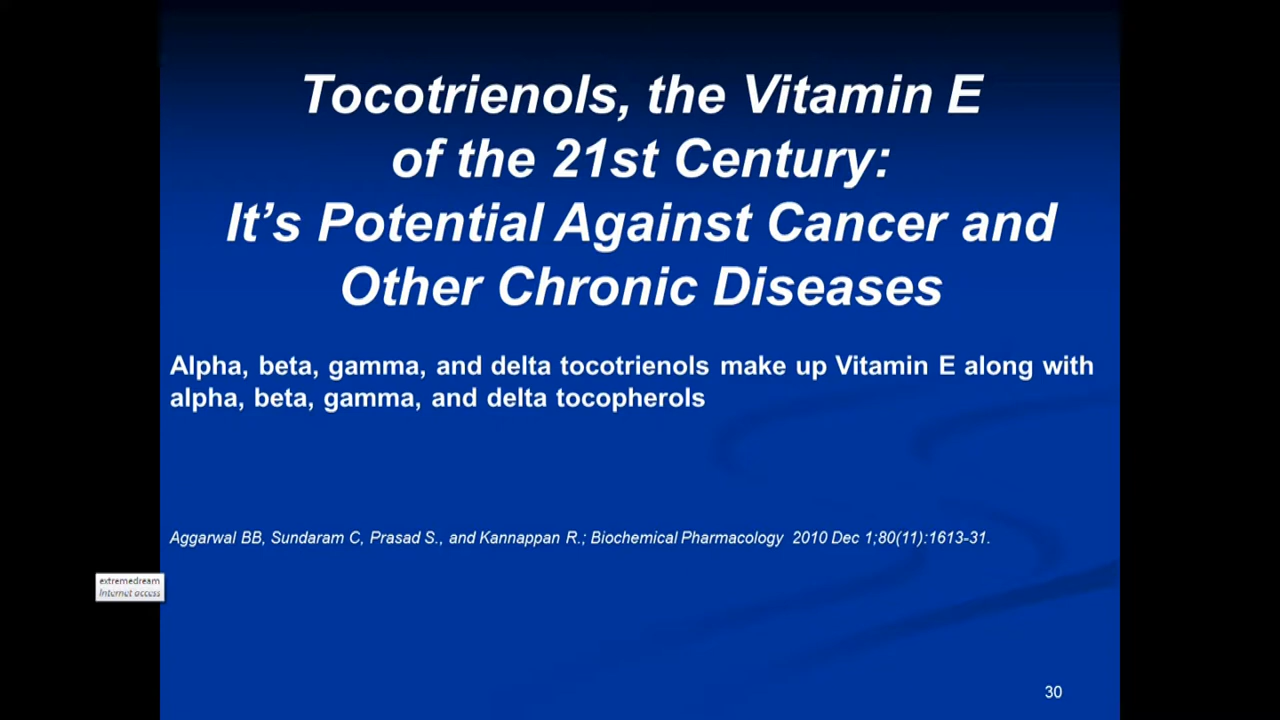 Tocotrienols, the Vitamin E
of the 21st Century:
It’s Potential Against Cancer and
Other Chronic Diseases
Alpha, beta, gamma, and delta tocotrienols make up Vitamin E along with
alpha, beta, gamma, and delta tocopherols
Aggarwal BB, Sundaram C, Prasad S., and Kannappan R.; Biochemical Pharmacology 2010 Dec 1;80(11):1613-31.
extremedream
Internet access
30